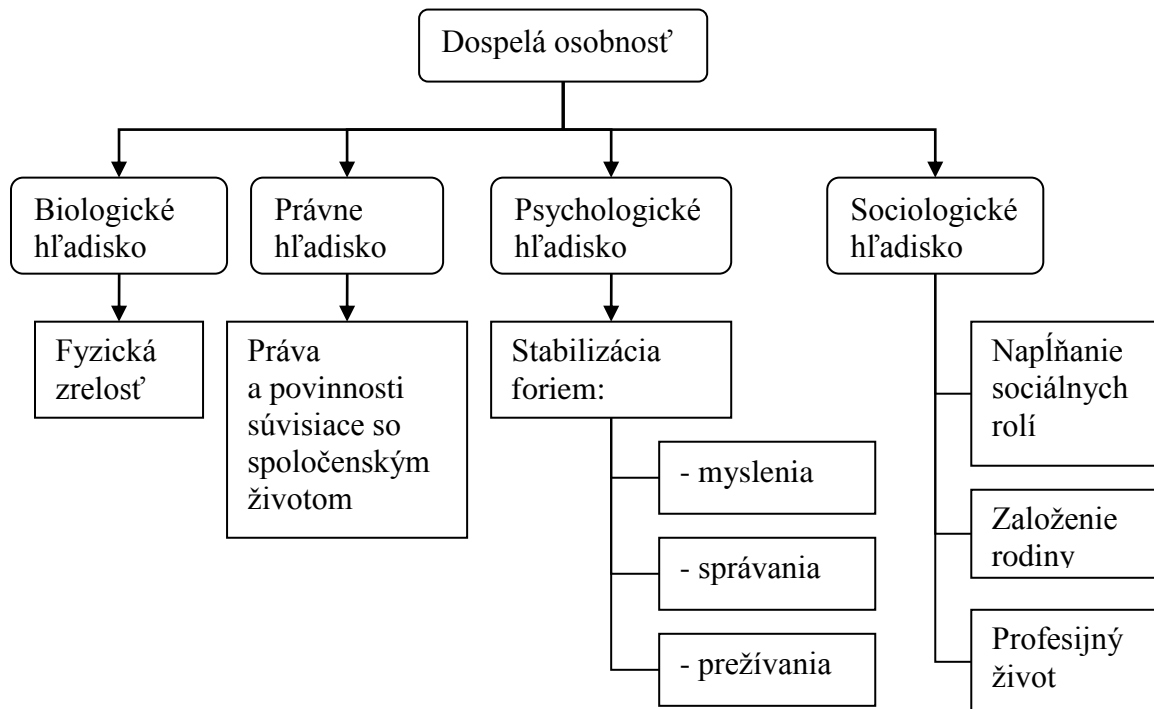 Dospelá osobnosť
Biologické
hľadisko
Právne
hľadisko
Psychologické
hľadisko
Sociologické
hľadisko
Fyzická
zrelosť
Práva
a povinnosti
súvisiace so
spoločenským
životom
Stabilizácia
foriem:
- myslenia
- správania
- prežívania
Napĺňanie
sociálnych
rolí
Založenie
rodiny
Profesijný
život